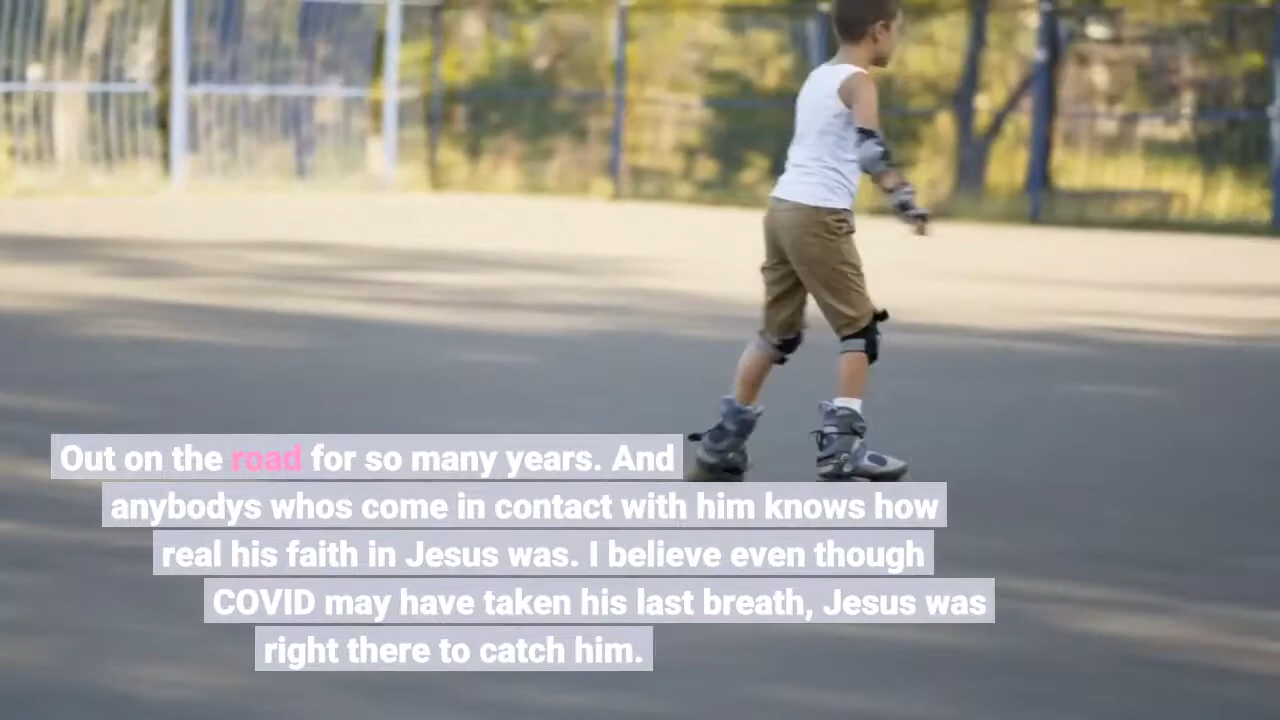 Out on the road for so many years. And
anybodys whos come in contact with him knows how
real his faith in Jesus was. I believe even though
COVID may have taken his last breath, Jesus was
right there to catch him.